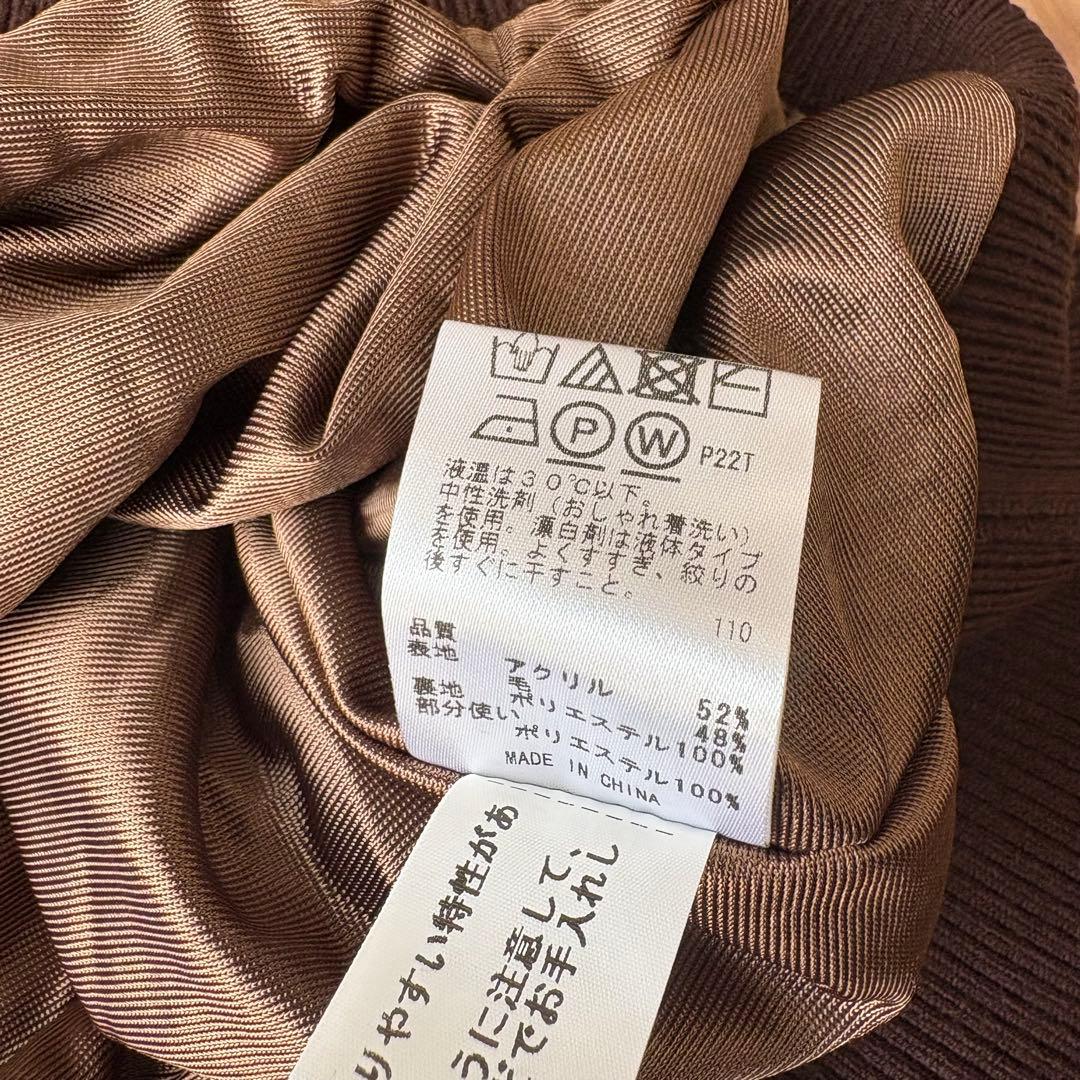 P
W
P22T
液温は30℃以下。
中性洗剤(おしゃれ着洗い)
を使用。漂白剤は液体タイプ
を使用。よくすすぎ、絞りの
後すぐに干すこと。
110
品質
表地 アクリル 52%
毛 48%
裏地 ポリエステル100%
部分使い
ポリエステル100%
MADE IN CHINA
りやすい特性があ
うに注意して、
でお手入れし